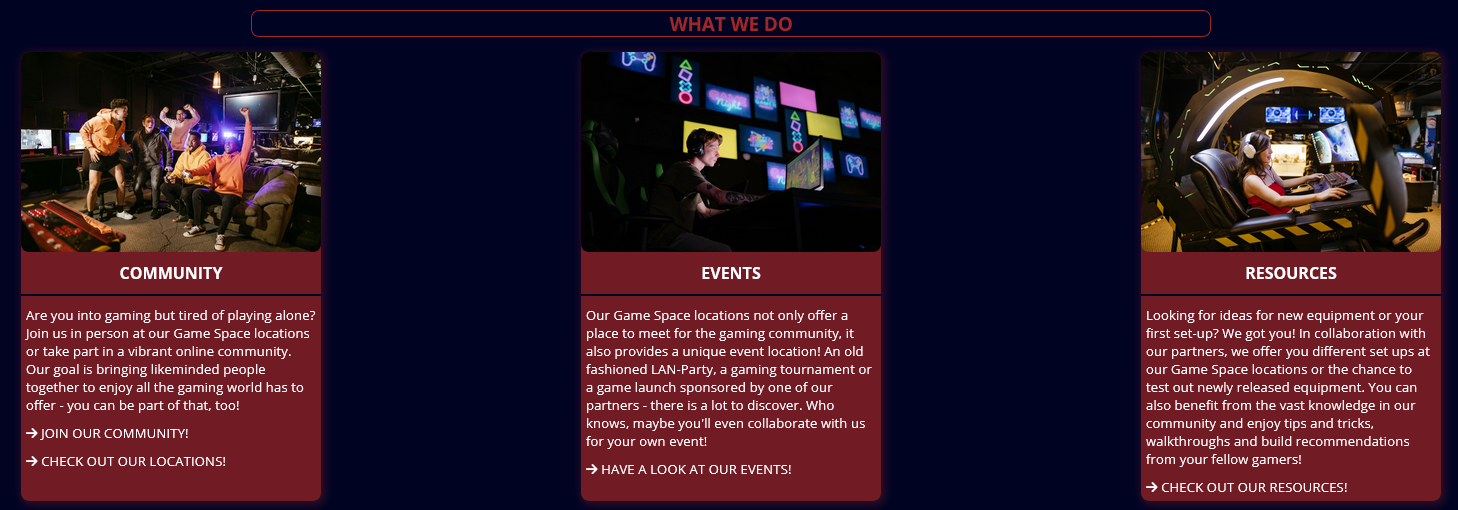 WHAT WE DO
COMMUNITY
Are you into gaming but tired of playing alone?
Join us in person at our Game Space locations
or take part in a vibrant online community.
Our goal is bringing likeminded people
together to enjoy all the gaming world has to
offer - you can be part of that, too!
→ JOIN OUR COMMUNITY!
→ CHECK OUT OUR LOCATIONS!
EVENTS
Our Game Space locations not only offer a
place to meet for the gaming community, it
also provides a unique event location! An old
fashioned LAN-Party, a gaming tournament or
a game launch sponsored by one of our
partners - there is a lot to discover. Who
knows, maybe you'll even collaborate with us
for your own event!
→ HAVE A LOOK AT OUR EVENTS!
RESOURCES
Looking for ideas for new equipment or your
first set-up? We got you! In collaboration with
our partners, we offer you different set ups at
our Game Space locations or the chance to
test out newly released equipment. You can
also benefit from the vast knowledge in our
community and enjoy tips and tricks,
walkthroughs and build recommendations
from your fellow gamers!
→ CHECK OUT OUR RESOURCES!